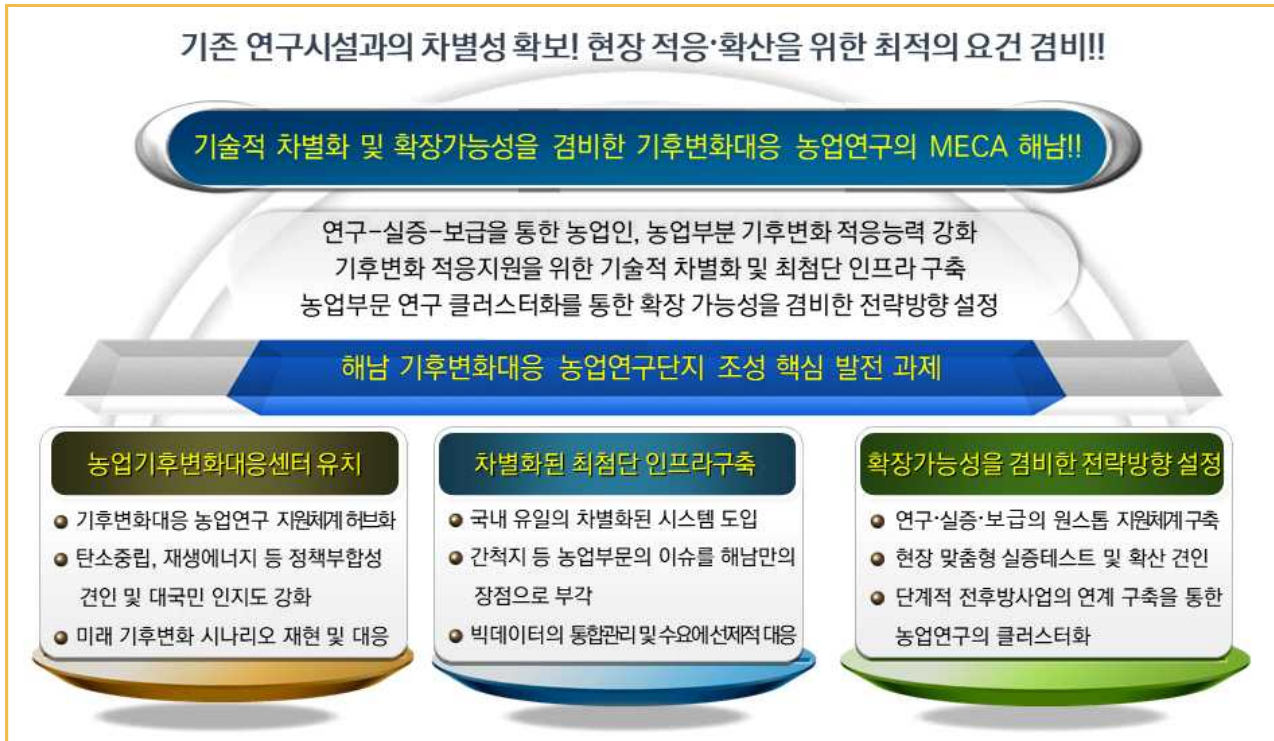 기존 연구시설과의 차별성 확보! 현장 적응·확산을 위한 최적의 요건 겸비!!
기술적 차별화 및 확장가능성을 겸비한 기후변화대응 농업연구의 MECA 해남!!
연구-실증-보급을 통한 농업인, 농업부분 기후변화 적응능력 강화
기후변화 적응지원을 위한 기술적 차별화 및 최첨단 인프라 구축
농업부문 연구 클러스터화를 통한 확장 가능성을 겸비한 전략방향 설정
해남 기후변화대응 농업연구단지 조성 핵심 발전 과제
농업기후변화대응센터 유치
기후변화대응 농업연구 지원체계 허브화
탄소중립, 재생에너지 등 정책부합성
견인 및 대국민 인지도 강화
미래 기후변화 시나리오 재현 및 대응
차별화된 최첨단 인프라구축
국내 유일의 차별화된 시스템 도입
간척지 등 농업부문의 이슈를 해남만의
장점으로 부각
빅데이터의 통합관리 및 수요에 선제적 대응
확장가능성을 겸비한 전략방향 설정
연구·실증·보급의 원스톱 지원체계 구축
현장 맞춤형 실증테스트 및 확산 견인
단계적 전후방사업의 연계 구축을 통한
농업연구의 클러스터화